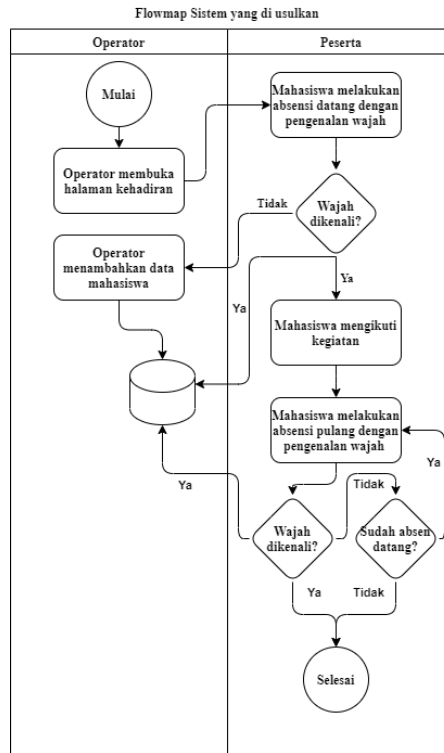 Flowmap Sistem yang di usulkan
Operator
Peserta
Mulai
Mahasiswa melakukan
absensi datang dengan
pengenalan wajah
Operator membuka
halaman kehadiran
Tidak
Wajah
dikenali?
Operator
menambahkan data
mahasiswa
Ya
Ya
Mahasiswa mengikuti
kegiatan
Mahasiswa melakukan
absensi pulang dengan
pengenalan wajah
Ya
Ya
Tidak
Wajah
dikenali?
Sudah absen
datang?
Ya
Tidak
Selesai